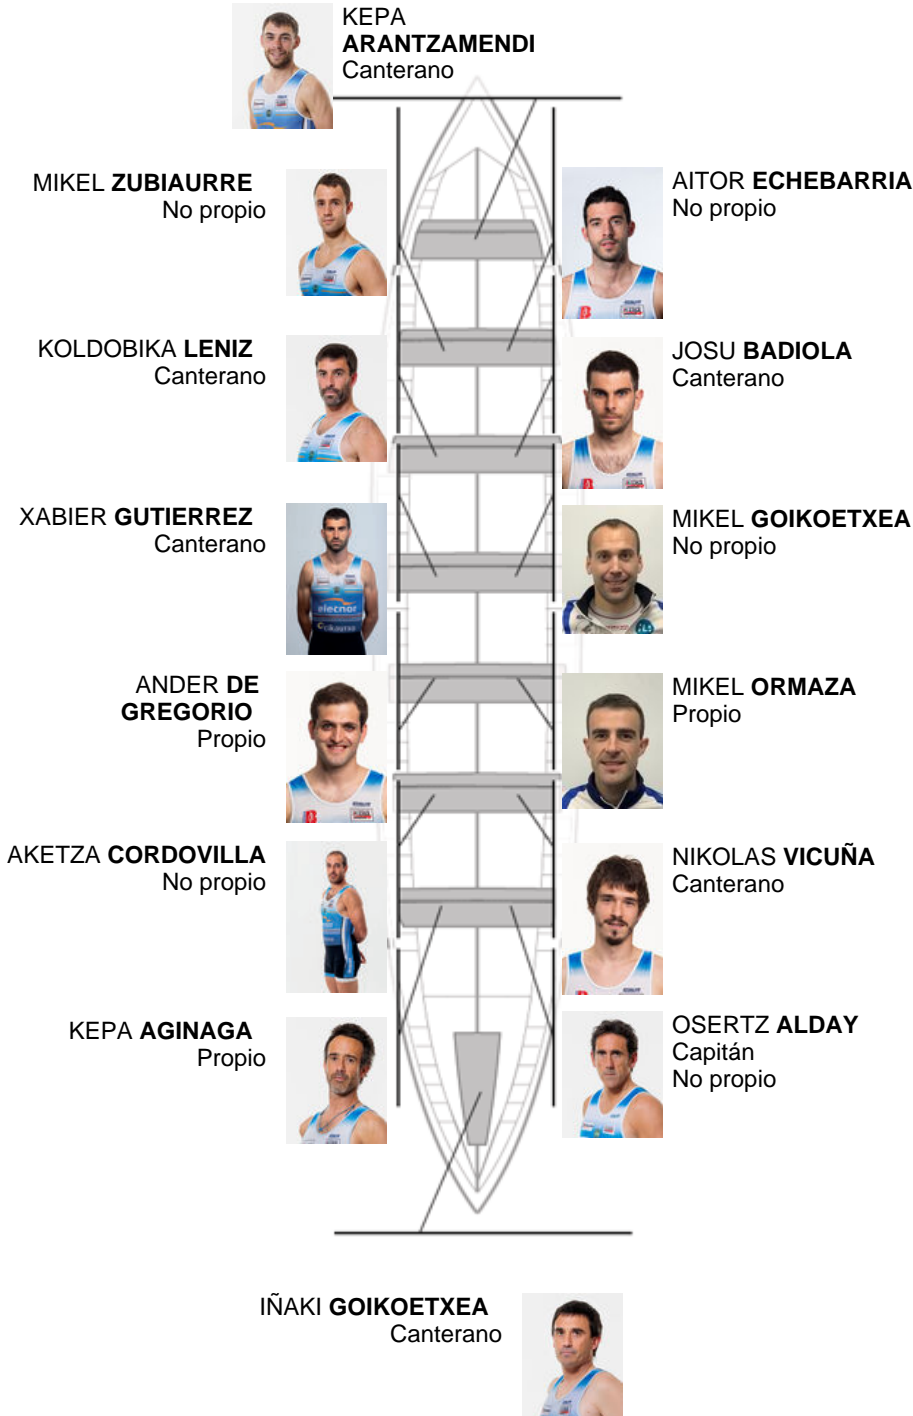 KEPA
ARANTZAMENDI
Canterano
MIKEL ZUBIAURRE
No propio
AITOR ECHEBARRIA
No propio
KOLDOBIKA LENIZ
Canterano
JOSU BADIOLA
Canterano
XABIER GUTIERREZ
Canterano
elecnor
MIKEL GOIKOETXEA
No propio
ANDER DE
GREGORIO
Propio
MIKEL ORMAZA
Propio
AKETZA CORDOVILLA
No propio
NIKOLAS VICUÑA
Canterano
KEPA AGINAGA
Propio
OSERTZ ALDAY
Capitán
No propio
IÑAKI GOIKOETXEA
Canterano